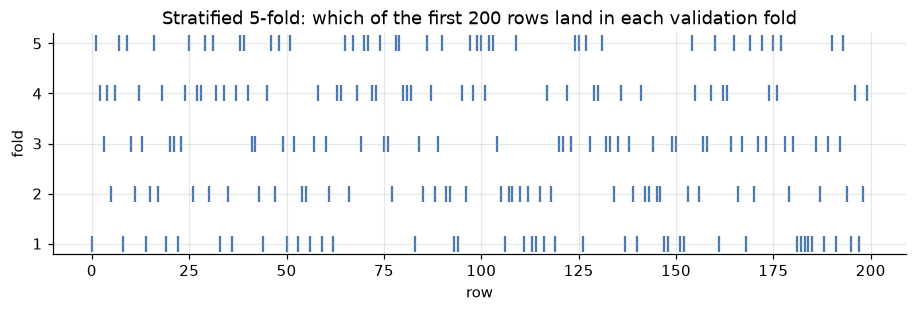 Stratified 5-fold: which of the first 200 rows land in each validation fold
fold
5
4
3
2
1
0 25 50 75 100 125 150 175 200
row